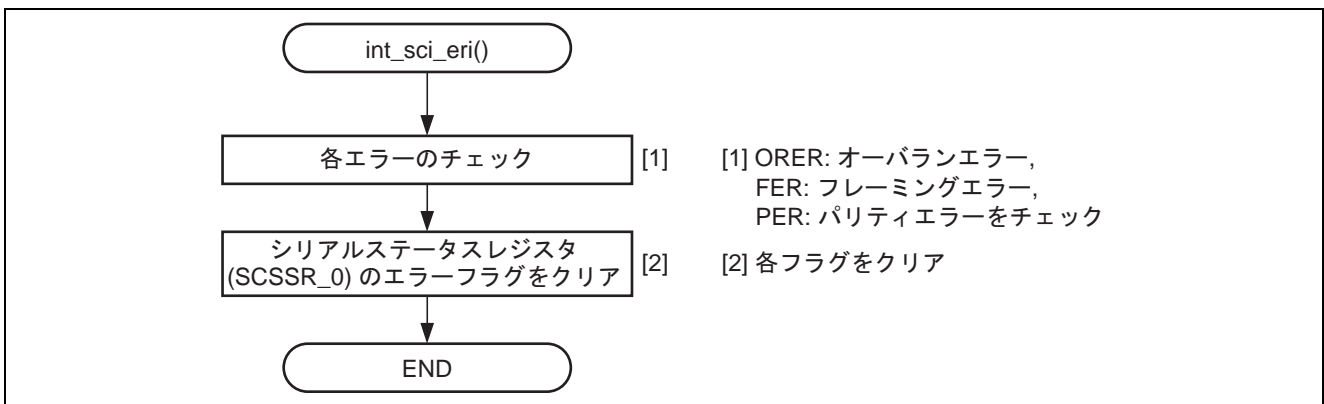 int_sci_eri()
各エラーのチェック
[1]
[1] ORER: オーバランエラー,
FER: フレーミングエラー,
PER: パリティエラーをチェック
シリアルステータスレジスタ
(SCSSR_0) のエラーフラグをクリア
[2]
[2] 各フラグをクリア
END